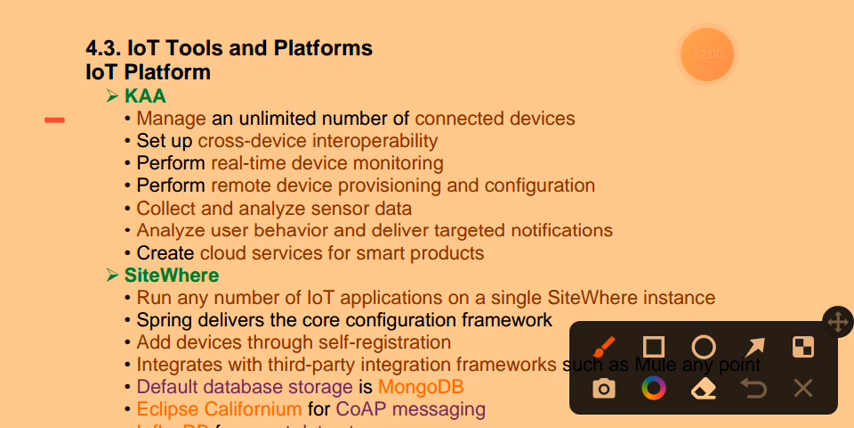 4.3. IoT Tools and Platforms
IoT Platform
➢ KAA
• Manage an unlimited number of connected devices
• Set up cross-device interoperability
• Perform real-time device monitoring
• Perform remote device provisioning and configuration
• Collect and analyze sensor data
• Analyze user behavior and deliver targeted notifications
• Create cloud services for smart products
➢ SiteWhere
• Run any number of IoT applications on a single SiteWhere instance
• Spring delivers the core configuration framework
• Add devices through self-registration
• Integrates with third-party integration frameworks such as Mule any point
• Default database storage is MongoDB
• Eclipse Californium for CoAP messaging
12:00